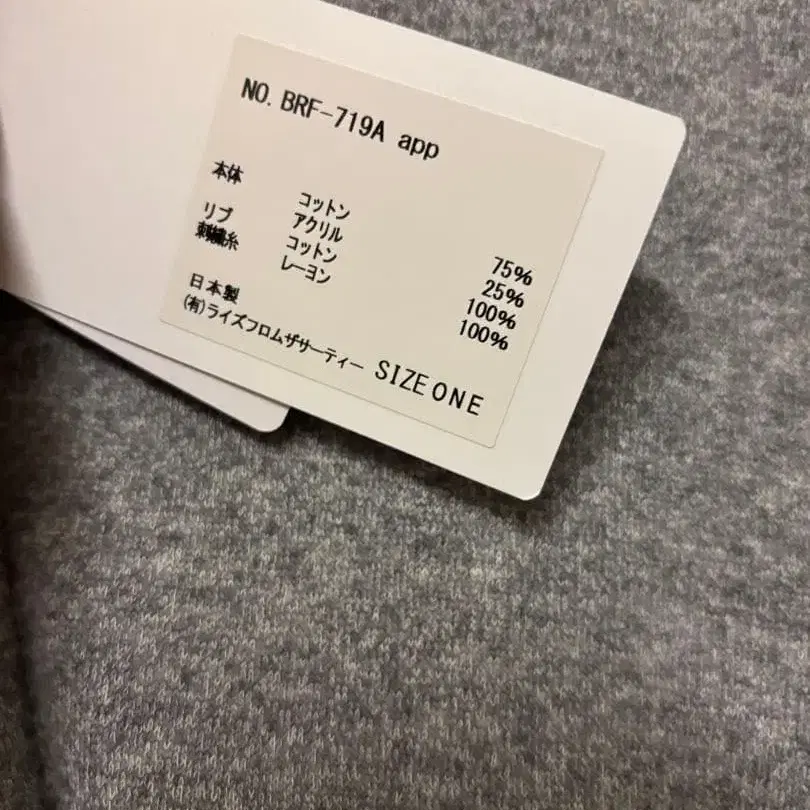 NO. BRF-719A app
本体 コットン 75%
アクリル 25%
リブ コットン 100%
刺繍糸 レーヨン 100%
日本製
(有)ライズフロムザサーティー SIZE ONE